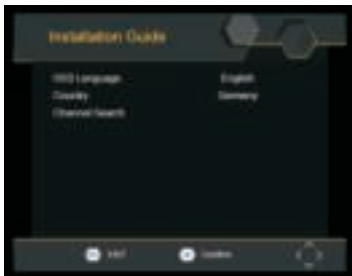 Installation Guide
OSD Language English
Country Germany
Channel Search
EXIT Confirm